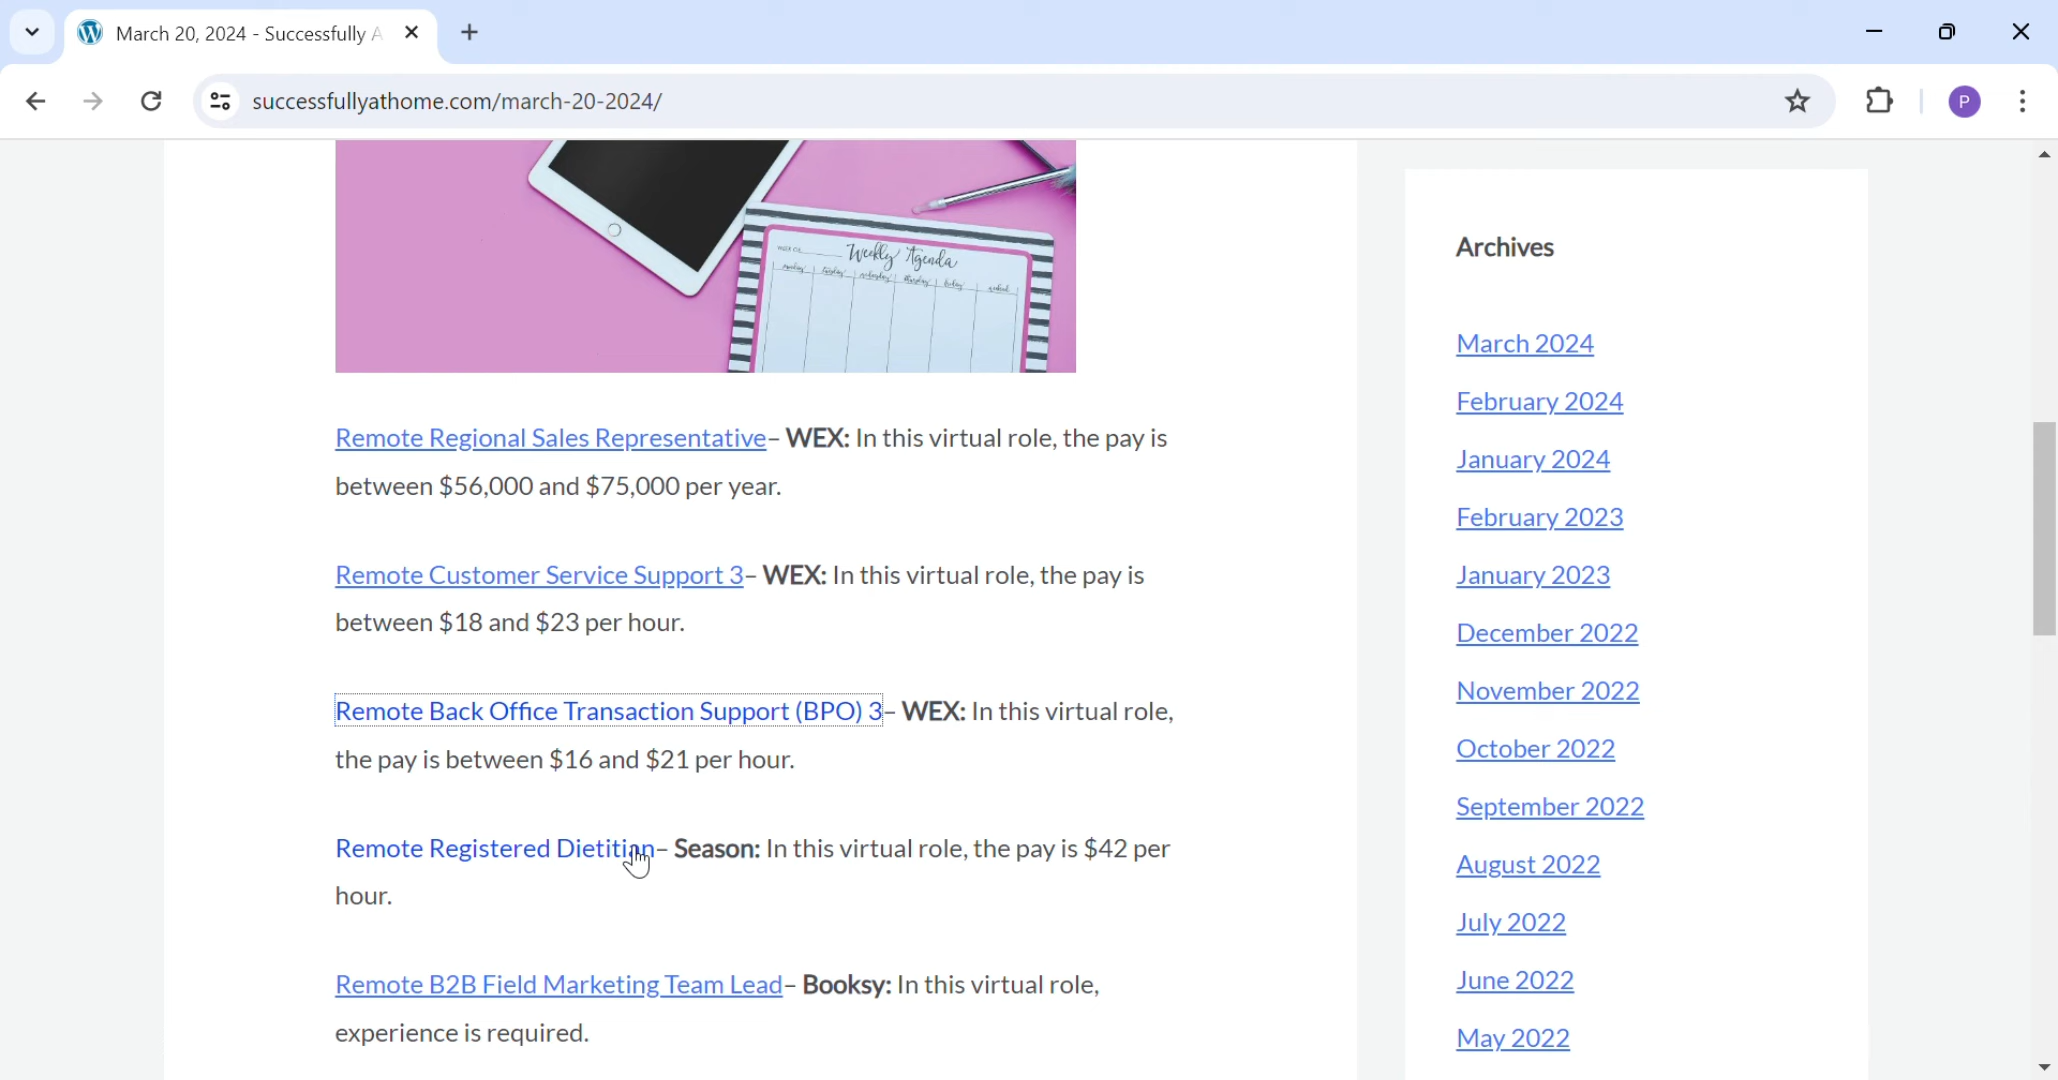 March 20, 2024 - Successfully A
successfullyathome.com/march-20-2024/
P
Weekly Agenda
Remote Regional Sales Representative– WEX: In this virtual role, the pay is
between $56,000 and $75,000 per year.
Remote Customer Service Support 3– WEX: In this virtual role, the pay is
between $18 and $23 per hour.
Remote Back Office Transaction Support (BPO) 3– WEX: In this virtual role,
the pay is between $16 and $21 per hour.
Remote Registered Dietitian– Season: In this virtual role, the pay is $42 per
hour.
Remote B2B Field Marketing Team Lead– Booksy: In this virtual role,
experience is required.
Archives
March 2024
February 2024
January 2024
February 2023
January 2023
December 2022
November 2022
October 2022
September 2022
August 2022
July 2022
June 2022
May 2022